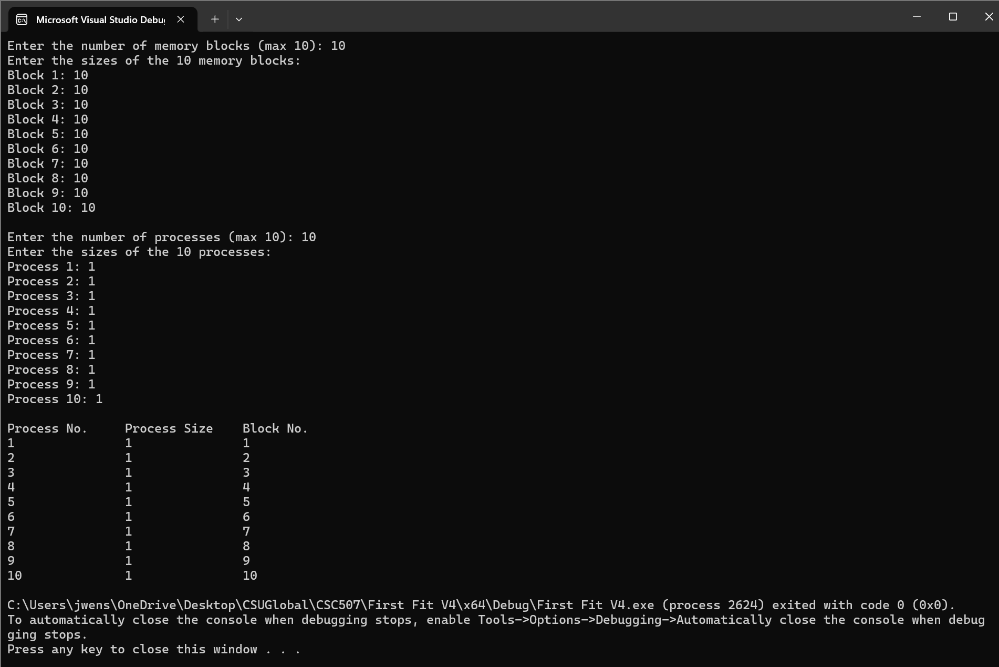 Microsoft Visual Studio Debu
Enter the number of memory blocks (max 10): 10
Enter the sizes of the 10 memory blocks:
Block 1: 10
Block 2: 10
Block 3: 10
Block 4: 10
Block 5: 10
Block 6: 10
Block 7: 10
Block 8: 10
Block 9: 10
Block 10: 10
Enter the number of processes (max 10): 10
Enter the sizes of the 10 processes:
Process 1: 1
Process 2: 1
Process 3: 1
Process 4: 1
Process 5: 1
Process 6: 1
Process 7: 1
Process 8: 1
Process 9: 1
Process 10: 1
Process No. Process Size Block No.
1 1 1
2 1 2
3 1 3
4 1 4
5 1 5
6 1 6
7 1 7
8 1 8
9 1 9
10 1 10
C:\Users\jwens\OneDrive\Desktop\CSUGlobal\CSC507\First Fit V4\x64\Debug\First Fit V4.exe (process 2624) exited with code 0 (0x0).
To automatically close the console when debugging stops, enable Tools->Options->Debugging->Automatically close the console when debug
ging stops.
Press any key to close this window . . .